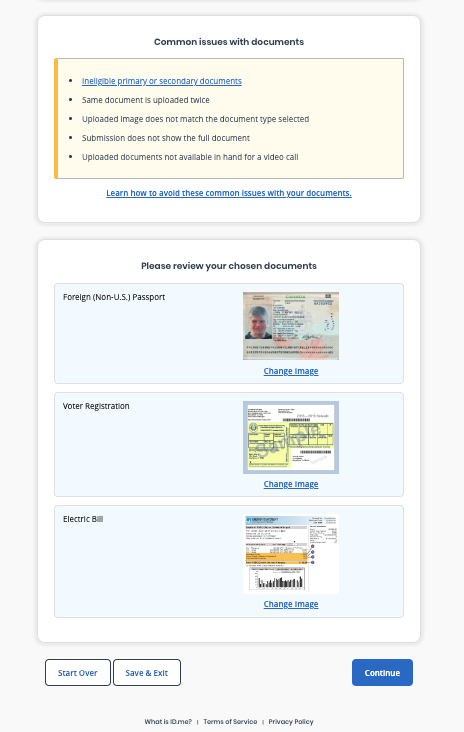 Common issues with documents
Ineligible primary or secondary documents
Same document is uploaded twice
Uploaded image does not match the document type selected
Submission does not show the full document
Uploaded documents not available in hand for a video call
Learn how to avoid these common issues with your documents.
Please review your chosen documents
Foreign (Non-U.S.) Passport
Change Image
Voter Registration
Sample
Change Image
Electric Bill
Change Image
Start Over
Save & Exit
Continue
What is ID.me? | Terms of Service | Privacy Policy